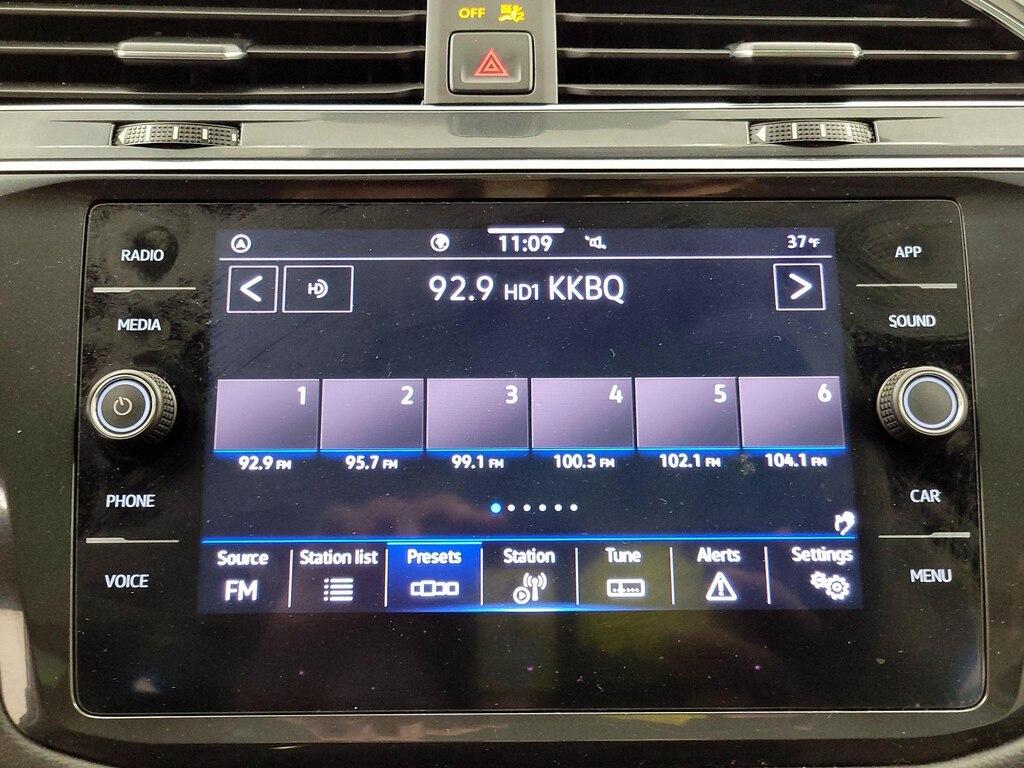 OFF 2
RADIO
MEDIA
PHONE
VOICE
11:09 37°F
HD
92.9 HD1 KKBQ
1 2 3 4 5 6
92.9 FM 95.7 FM 99.1 FM 100.3 FM 102.1 FM 104.1 FM
Source Station list Presets Station Tune Alerts Settings
FM
APP
SOUND
CAR
MENU